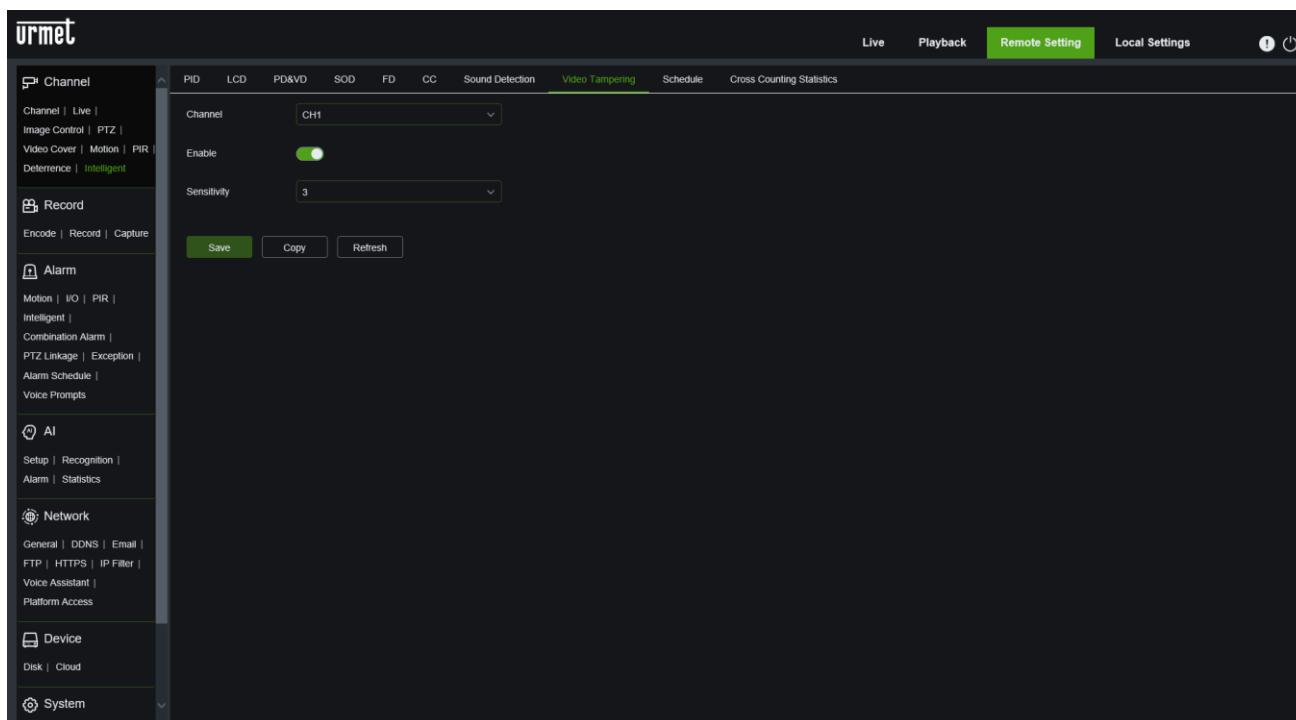 urmet
Live Playback Remote Setting Local Settings
Channel
Channel | Live |
Image Control | PTZ |
Video Cover | Motion | PIR |
Deterrence | Intelligent
Record
Encode | Record | Capture
Alarm
Motion | I/O | PIR |
Intelligent |
Combination Alarm |
PTZ Linkage | Exception |
Alarm Schedule |
Voice Prompts
AI
Setup | Recognition |
Alarm | Statistics
Network
General | DDNS | Email |
FTP | HTTPS | IP Filter |
Voice Assistant |
Platform Access
Device
Disk | Cloud
System
PID LCD PD&VD SOD FD CC Sound Detection Video Tampering Schedule Cross Counting Statistics
Channel CH1
Enable
Sensitivity 3
Save Copy Refresh